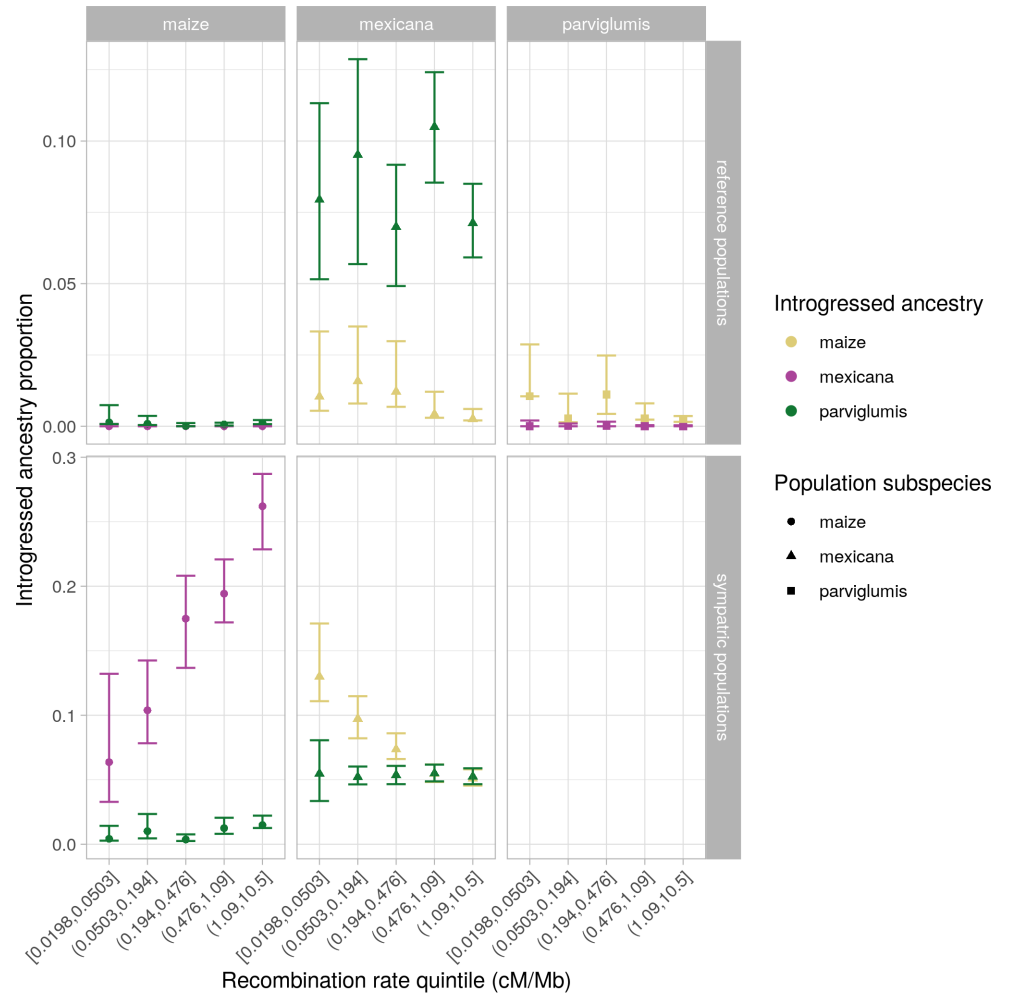 maize
mexicana
parviglumis
reference populations
sympatric populations
Introgressed ancestry proportion
0.10
0.05
0.00
0.3
0.2
0.1
0.0
[0.0198,0.0503]
(0.0503,0.194]
(0.194,0.476]
(0.476,1.09]
(1.09,10.5]
[0.0198,0.0503]
(0.0503,0.194]
(0.194,0.476]
(0.476,1.09]
(1.09,10.5]
[0.0198,0.0503]
(0.0503,0.194]
(0.194,0.476]
(0.476,1.09]
(1.09,10.5]
Recombination rate quintile (cM/Mb)
Introgressed ancestry
maize
mexicana
parviglumis
Population subspecies
maize
mexicana
parviglumis